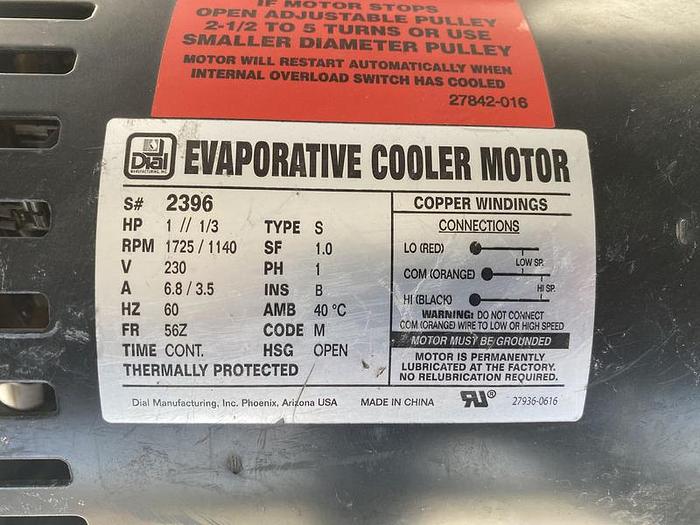 IF MOTOR STOPS
OPEN ADJUSTABLE PULLEY
2-1/2 TO 5 TURNS OR USE
SMALLER DIAMETER PULLEY
MOTOR WILL RESTART AUTOMATICALLY WHEN
INTERNAL OVERLOAD SWITCH HAS COOLED
27842-016
Dial
MANUFACTURING, INC.
EVAPORATIVE COOLER MOTOR
S# 2396
HP 1 // 1/3 TYPE S
RPM 1725 / 1140 SF 1.0
V 230 PH 1
A 6.8 / 3.5 INS B
HZ 60 AMB 40 °C
FR 56Z CODE M
TIME CONT. HSG OPEN
THERMALLY PROTECTED
COPPER WINDINGS
CONNECTIONS
LO (RED)
LOW SP.
COM (ORANGE)
HI SP.
HI (BLACK)
WARNING: DO NOT CONNECT
COM (ORANGE) WIRE TO LOW OR HIGH SPEED
MOTOR MUST BE GROUNDED
MOTOR IS PERMANENTLY
LUBRICATED AT THE FACTORY.
NO RELUBRICATION REQUIRED.
Dial Manufacturing, Inc. Phoenix, Arizona USA MADE IN CHINA RU® 27936-0616